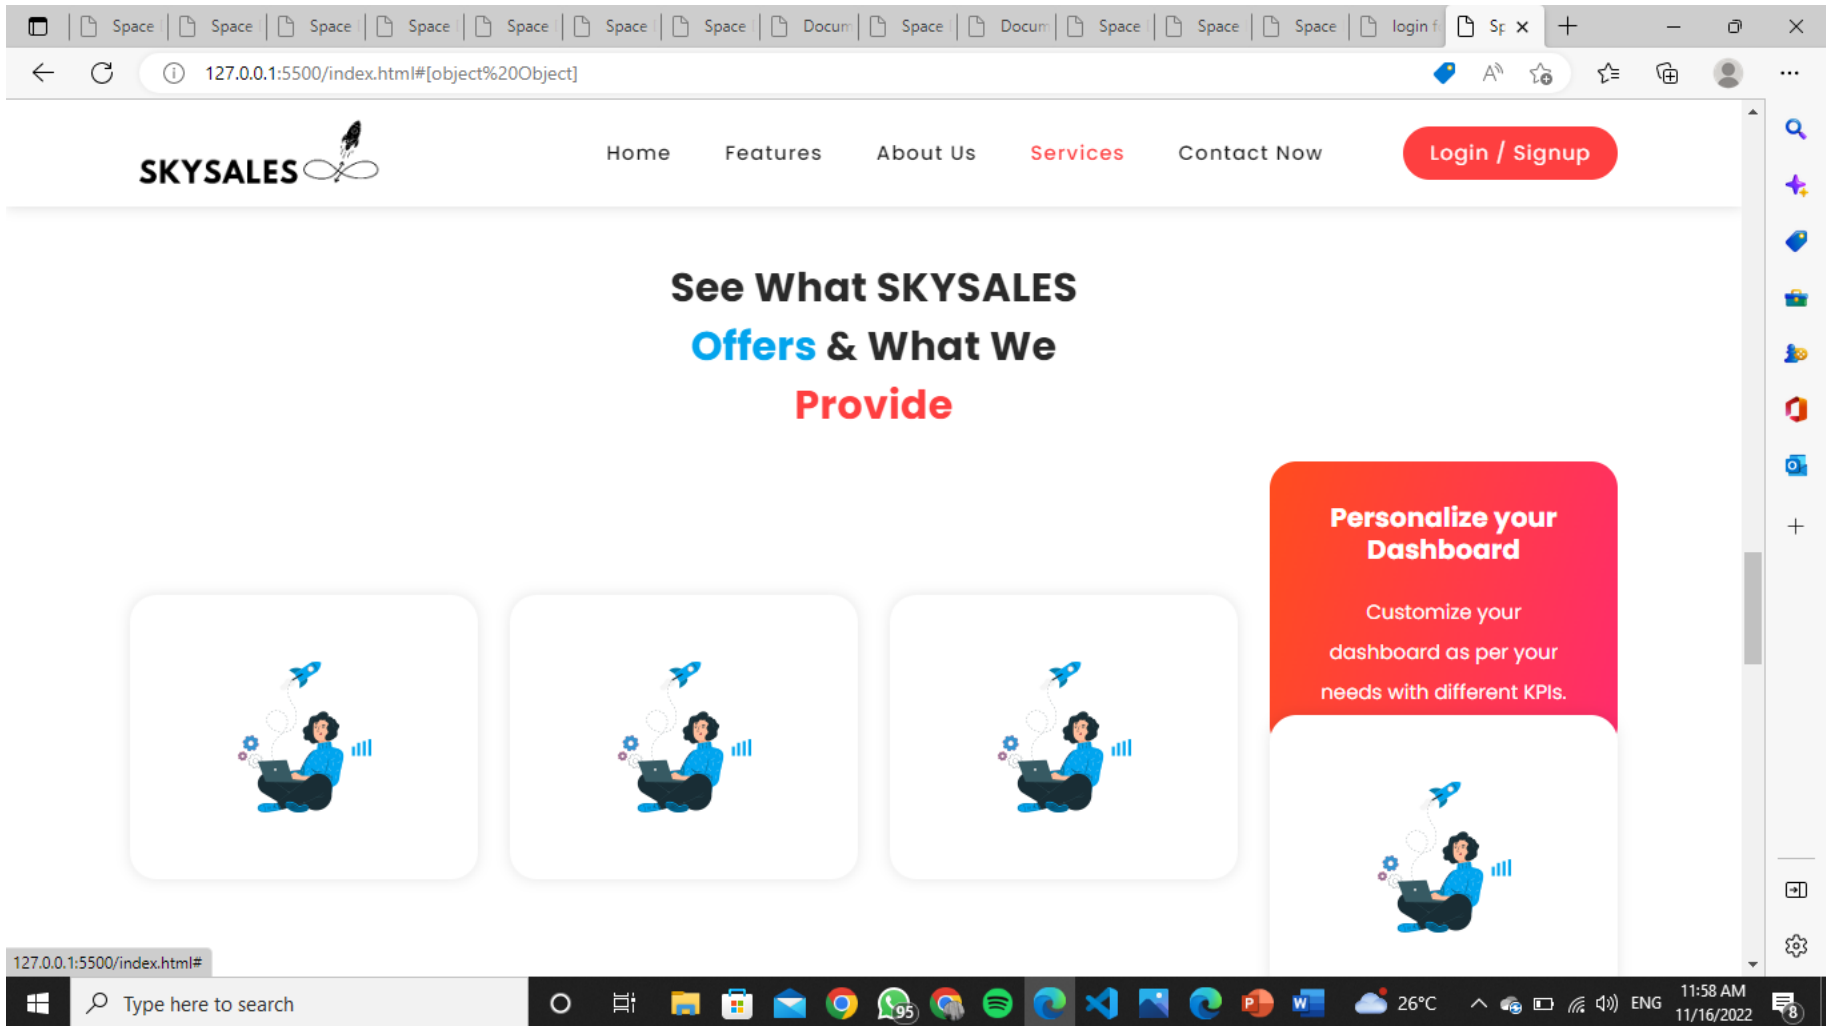 Space
Space
Space
Space
Space
Space
Space
Docum
Space
Docum
Space
Space
Space
login f
Sp
127.0.0.1:5500/index.html#[object%20Object]
SKYSALES
Home
Features
About Us
Services
Contact Now
Login / Signup
See What SKYSALES
Offers & What We
Provide
Personalize your
Dashboard
Customize your
dashboard as per your
needs with different KPIs.
127.0.0.1:5500/index.html#
Type here to search
95
26°C
ENG
11:58 AM
11/16/2022
8